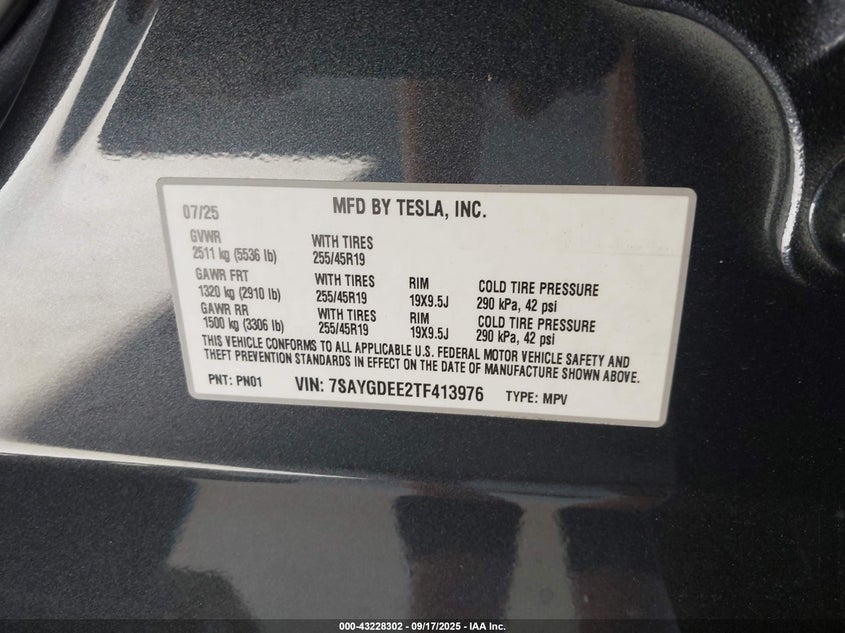 07/25 MFD BY TESLA, INC.
GVWR WITH TIRES
2511 kg (5536 lb) 255/45R19
GAWR FRT WITH TIRES RIM COLD TIRE PRESSURE
1320 kg (2910 lb) 255/45R19 19X9.5J 290 kPa, 42 psi
GAWR RR WITH TIRES RIM COLD TIRE PRESSURE
1500 kg (3306 lb) 255/45R19 19X9.5J 290 kPa, 42 psi
THIS VEHICLE CONFORMS TO ALL APPLICABLE U.S. FEDERAL MOTOR VEHICLE SAFETY AND
THEFT PREVENTION STANDARDS IN EFFECT ON THE DATE OF MANUFACTURE SHOWN ABOVE.
PNT: PN01 VIN: 7SAYGDEE2TF413976 TYPE: MPV
000-43228302 - 09/17/2025 - IAA Inc.